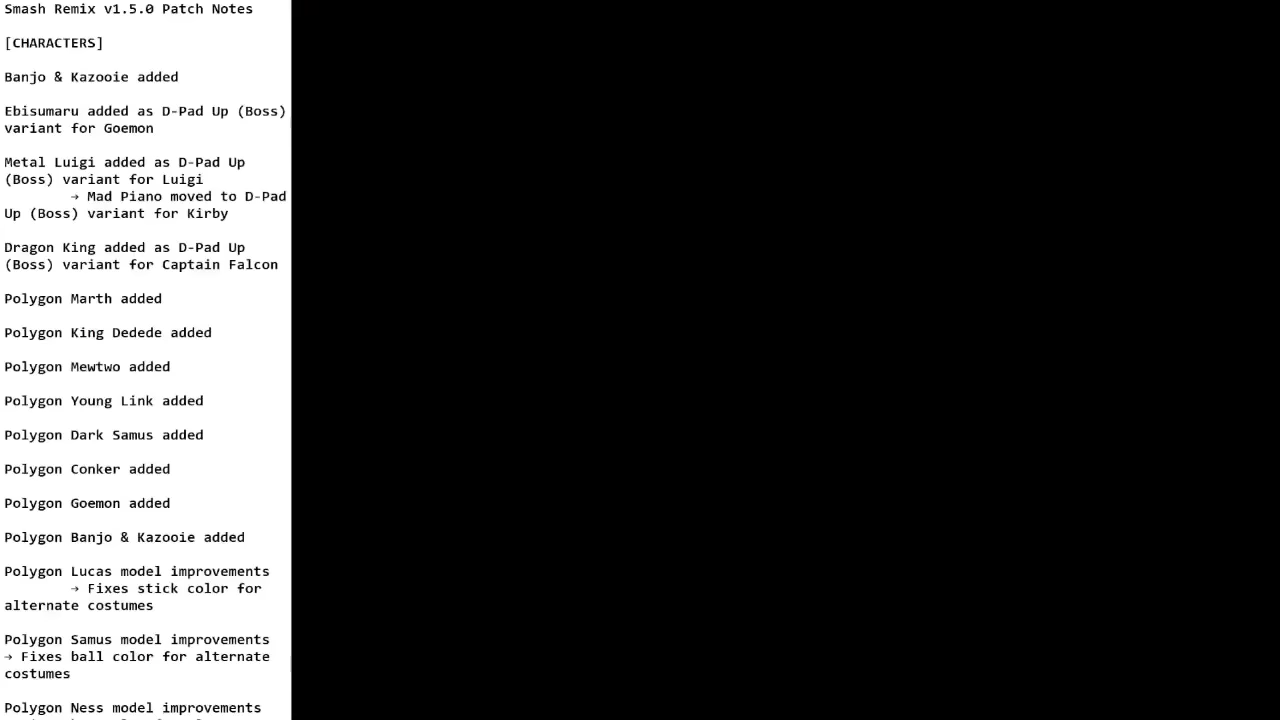 Smash Remix v1.5.0 Patch Notes
[CHARACTERS]
Banjo & Kazooie added
Ebisumaru added as D-Pad Up (Boss)
variant for Goemon
Metal Luigi added as D-Pad Up
(Boss) variant for Luigi
→ Mad Piano moved to D-Pad
Up (Boss) variant for Kirby
Dragon King added as D-Pad Up
(Boss) variant for Captain Falcon
Polygon Marth added
Polygon King Dedede added
Polygon Mewtwo added
Polygon Young Link added
Polygon Dark Samus added
Polygon Conker added
Polygon Goemon added
Polygon Banjo & Kazooie added
Polygon Lucas model improvements
→ Fixes stick color for
alternate costumes
Polygon Samus model improvements
→ Fixes ball color for alternate
costumes
Polygon Ness model improvements